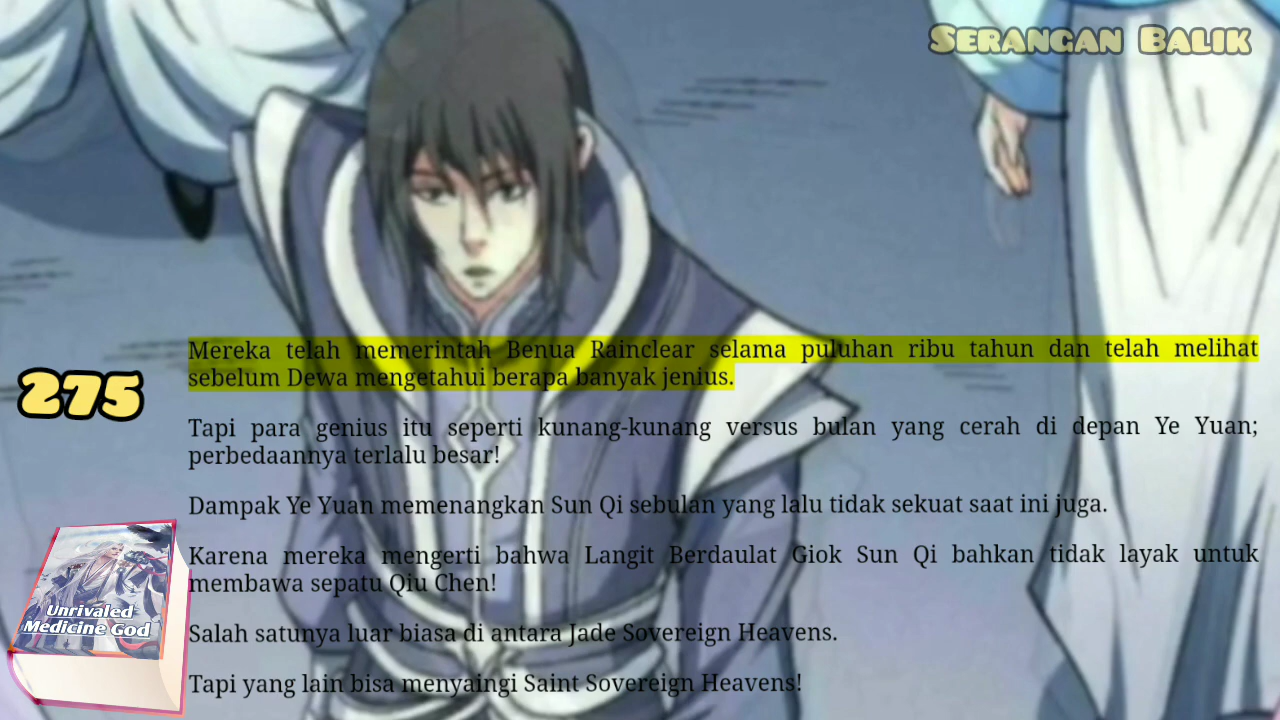 Serangan Balik
Mereka telah memerintah Benua Rainclear selama puluhan ribu tahun dan telah melihat
sebelum Dewa mengetahui berapa banyak jenius.
275
Tapi para genius itu seperti kunang-kunang versus bulan yang cerah di depan Ye Yuan;
perbedaannya terlalu besar!
Dampak Ye Yuan memenangkan Sun Qi sebulan yang lalu tidak sekuat saat ini juga.
Karena mereka mengerti bahwa Langit Berdaulat Giok Sun Qi bahkan tidak layak untuk
membawa sepatu Qiu Chen!
Salah satunya luar biasa di antara Jade Sovereign Heavens.
Tapi yang lain bisa menyaingi Saint Sovereign Heavens!
Unrivaled
Medicine God